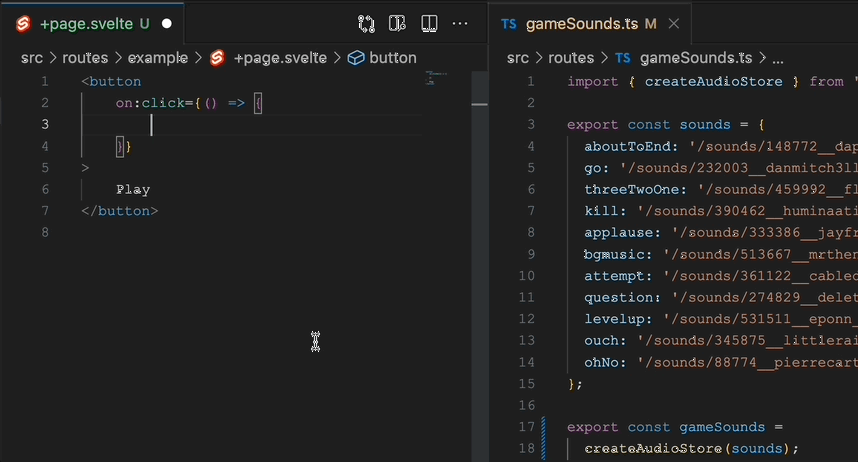 +page.svelte U
src > routes > example > +page.svelte > button
1 <button
2 on:click={() => {
3
4 }}
5 >
6 Play
7 </button>
8
TS gameSounds.ts M
src > routes > TS gameSounds.ts > ...
1 import { createAudioStore } from '
2
3 export const sounds = {
4 aboutToEnd: '/sounds/148772__dap
5 go: '/sounds/232003__danmitch3ll
6 threeTwoOne: '/sounds/459992__fl
7 kill: '/sounds/390462__huminaati
8 applause: '/sounds/333386__jayfr
9 bgmusic: '/sounds/513667__mrther
10 attempt: '/sounds/361122__cablec
11 question: '/sounds/274829__delet
12 levelup: '/sounds/531511__eponn_
13 ouch: '/sounds/345875__littlerai
14 ohNo: '/sounds/88774__pierrecart
15 };
16
17 export const gameSounds =
18 createAudioStore(sounds);